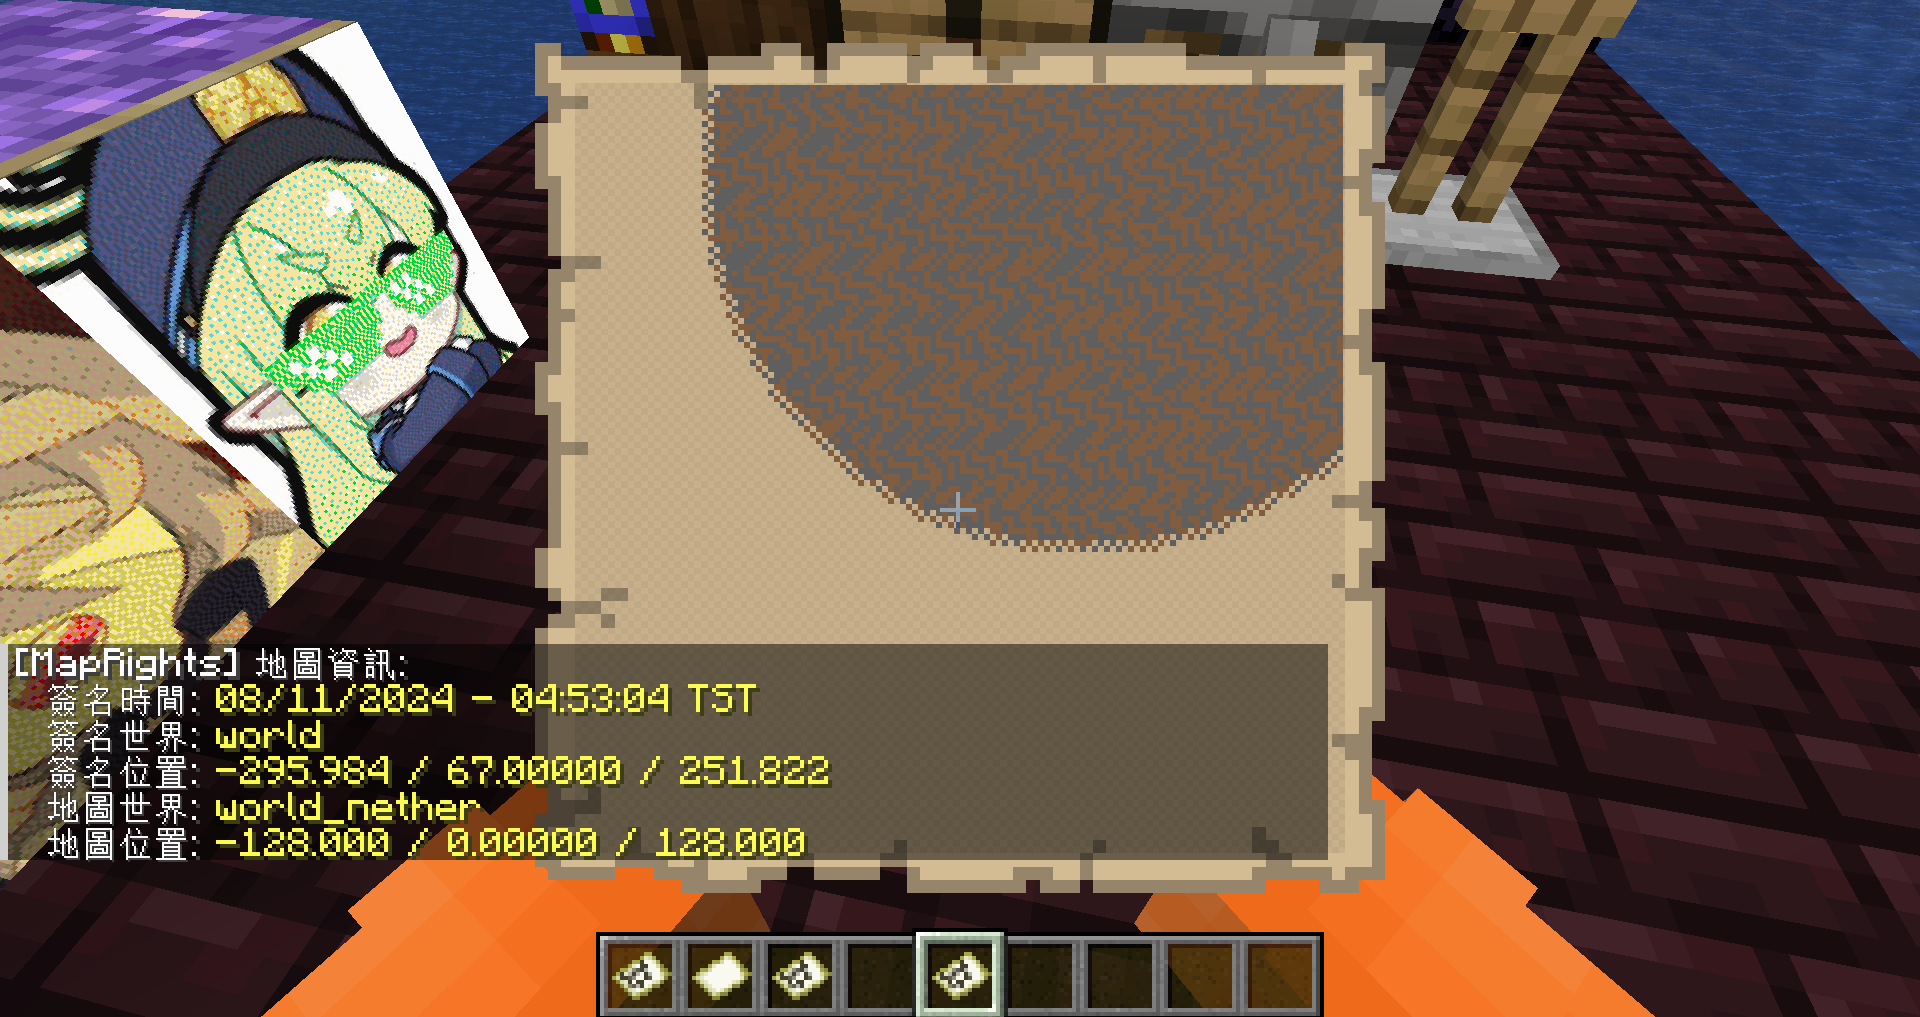 [MapRights] 地圖資訊:
簽名時間: 08/11/2024 - 04:53:04 TST
簽名世界: world
簽名位置: -295.984 / 67.00000 / 251.822
地圖世界: world_nether
地圖位置: -128.000 / 0.00000 / 128.000